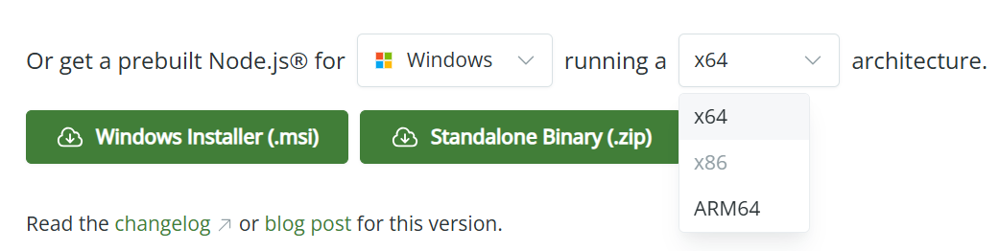 Or get a prebuilt Node.js® for Windows running a x64 architecture.
x64
x86
ARM64
Windows Installer (.msi) Standalone Binary (.zip)
Read the changelog ↗ or blog post for this version.